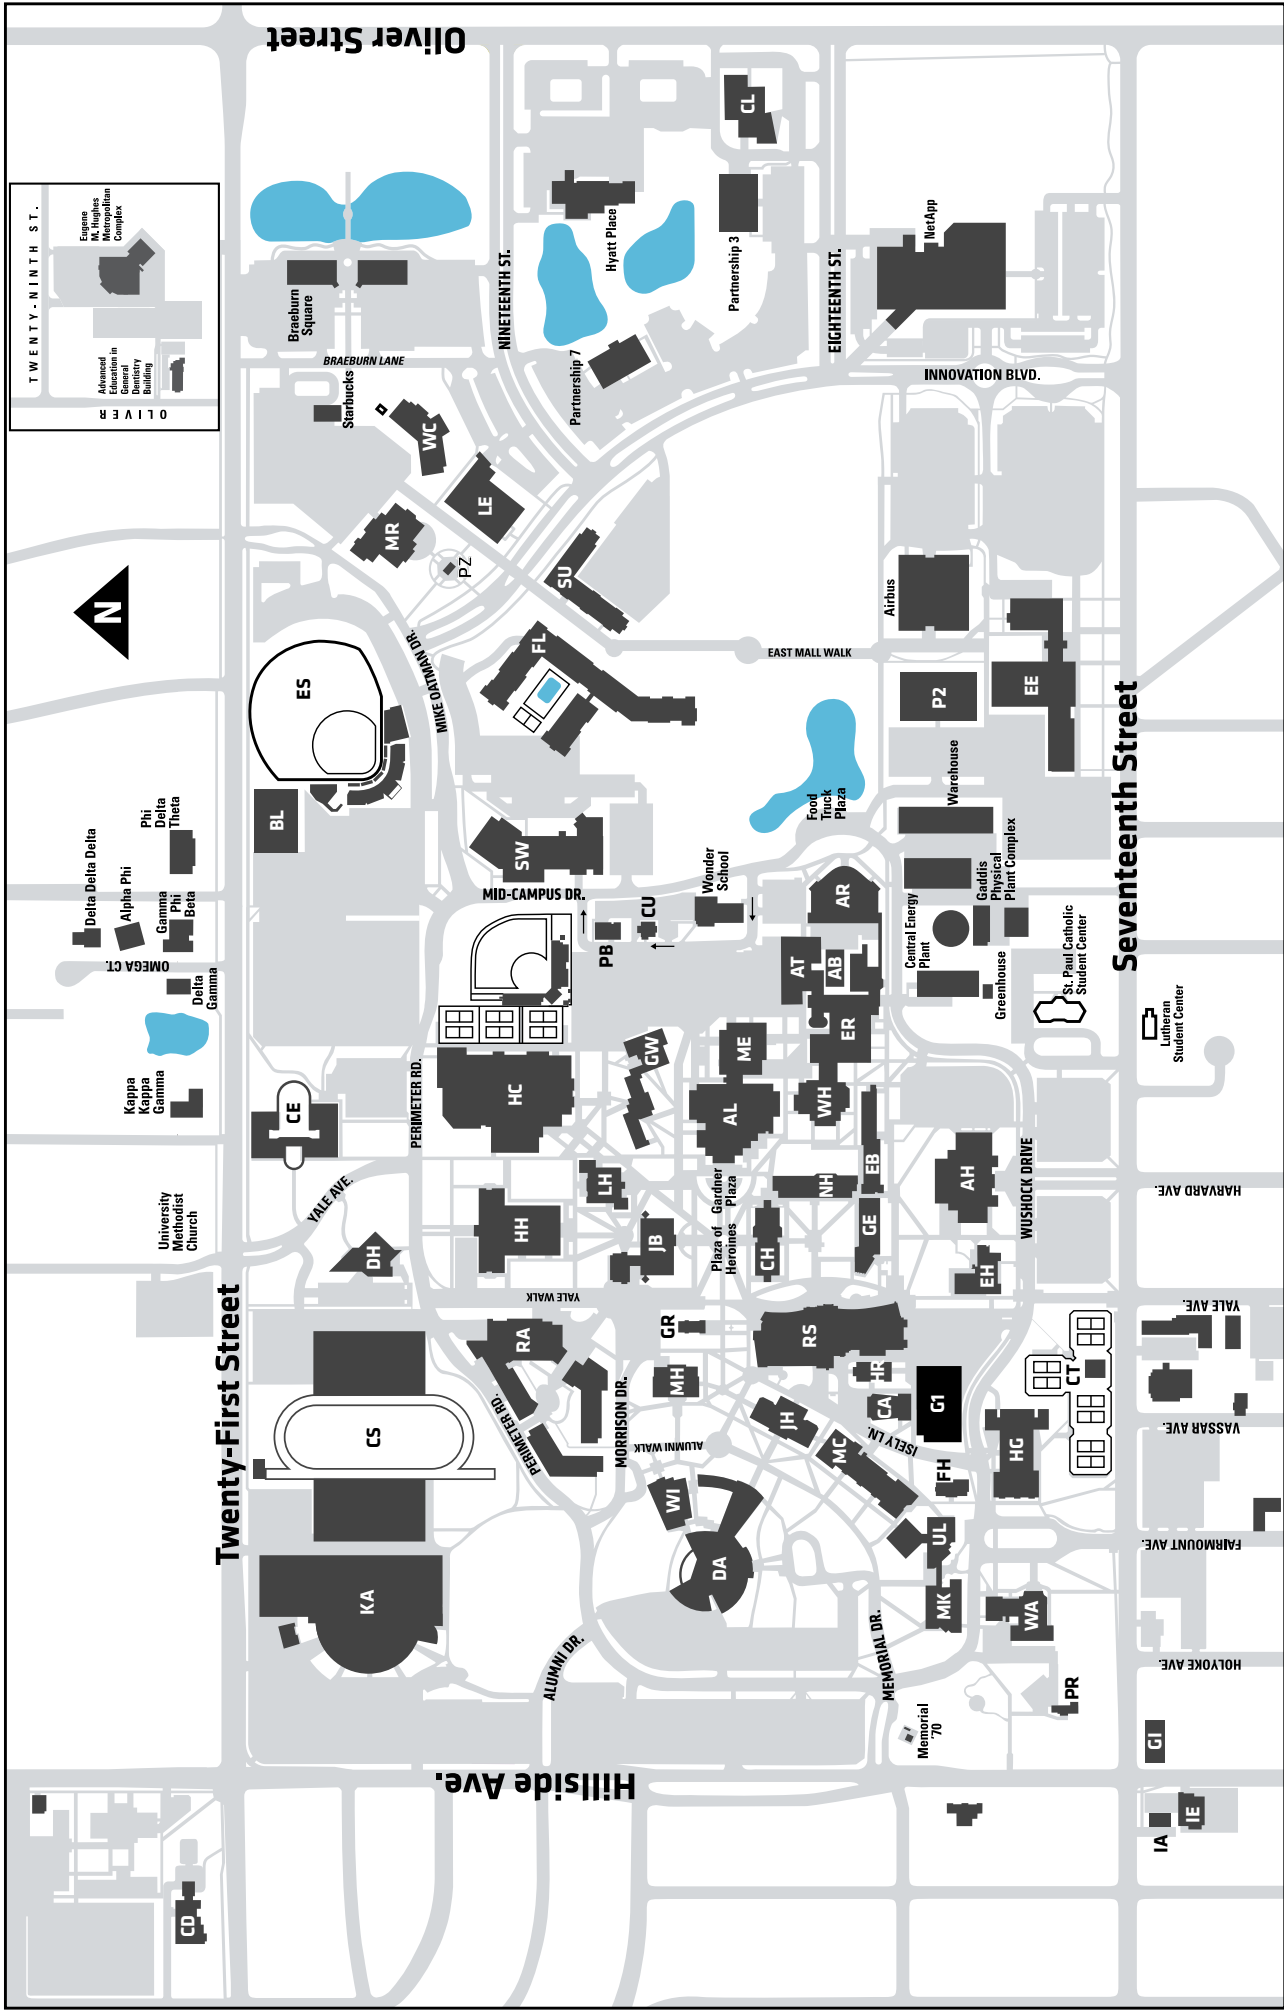 Oliver Street
TWENTY-NINTH ST.
Eugene
M. Hughes
Metropolitan
Complex
Advanced
Education in
General
Dentistry
Building
OLIVER
N
Braeburn
Square
BRAEBURN LANE
Starbucks
NINETEENTH ST.
Hyatt Place
CL
Partnership 3
Partnership 7
EIGHTEENTH ST.
NetApp
INNOVATION BLVD.
WC
LE
MR
PZ
SU
FL
MIKE OATMAN DR.
ES
BL
EAST MALL WALK
Airbus
P2
EE
Seventeenth Street
Warehouse
Food
Truck
Plaza
Gaddis
Physical
Plant Complex
Central Energy
Plant
Greenhouse
St. Paul Catholic
Student Center
Lutheran
Student Center
Phi
Delta
Theta
Delta Delta Delta
Alpha Phi
Gamma
Phi
Beta
OMEGA CT.
Delta
Gamma
Kappa
Kappa
Gamma
University
Methodist
Church
SW
MID-CAMPUS DR.
PB
CU
Wonder
School
AR
AT
AB
ER
ME
AL
WH
GW
HC
PERIMETER RD.
CE
YALE AVE.
DH
HH
LH
JB
Gardner
Plaza
Plaza of
Heroines
CH
NH
EB
GE
AH
EH
WUSHOCK DRIVE
HARVARD AVE.
Twenty-First Street
YALE WALK
YALE AVE.
RA
GR
RS
MH
HR
CA
G1
CT
CS
PERIMETER RD.
MORRISON DR.
ALUMNI WALK
JH
MC
ISELY LN.
HG
FH
VASSAR AVE.
WI
DA
UL
MK
WA
FAIRMOUNT AVE.
KA
ALUMNI DR.
MEMORIAL DR.
HOLYOKE AVE.
PR
Memorial
'70
GI
Hillside Ave.
IA
IE
CD